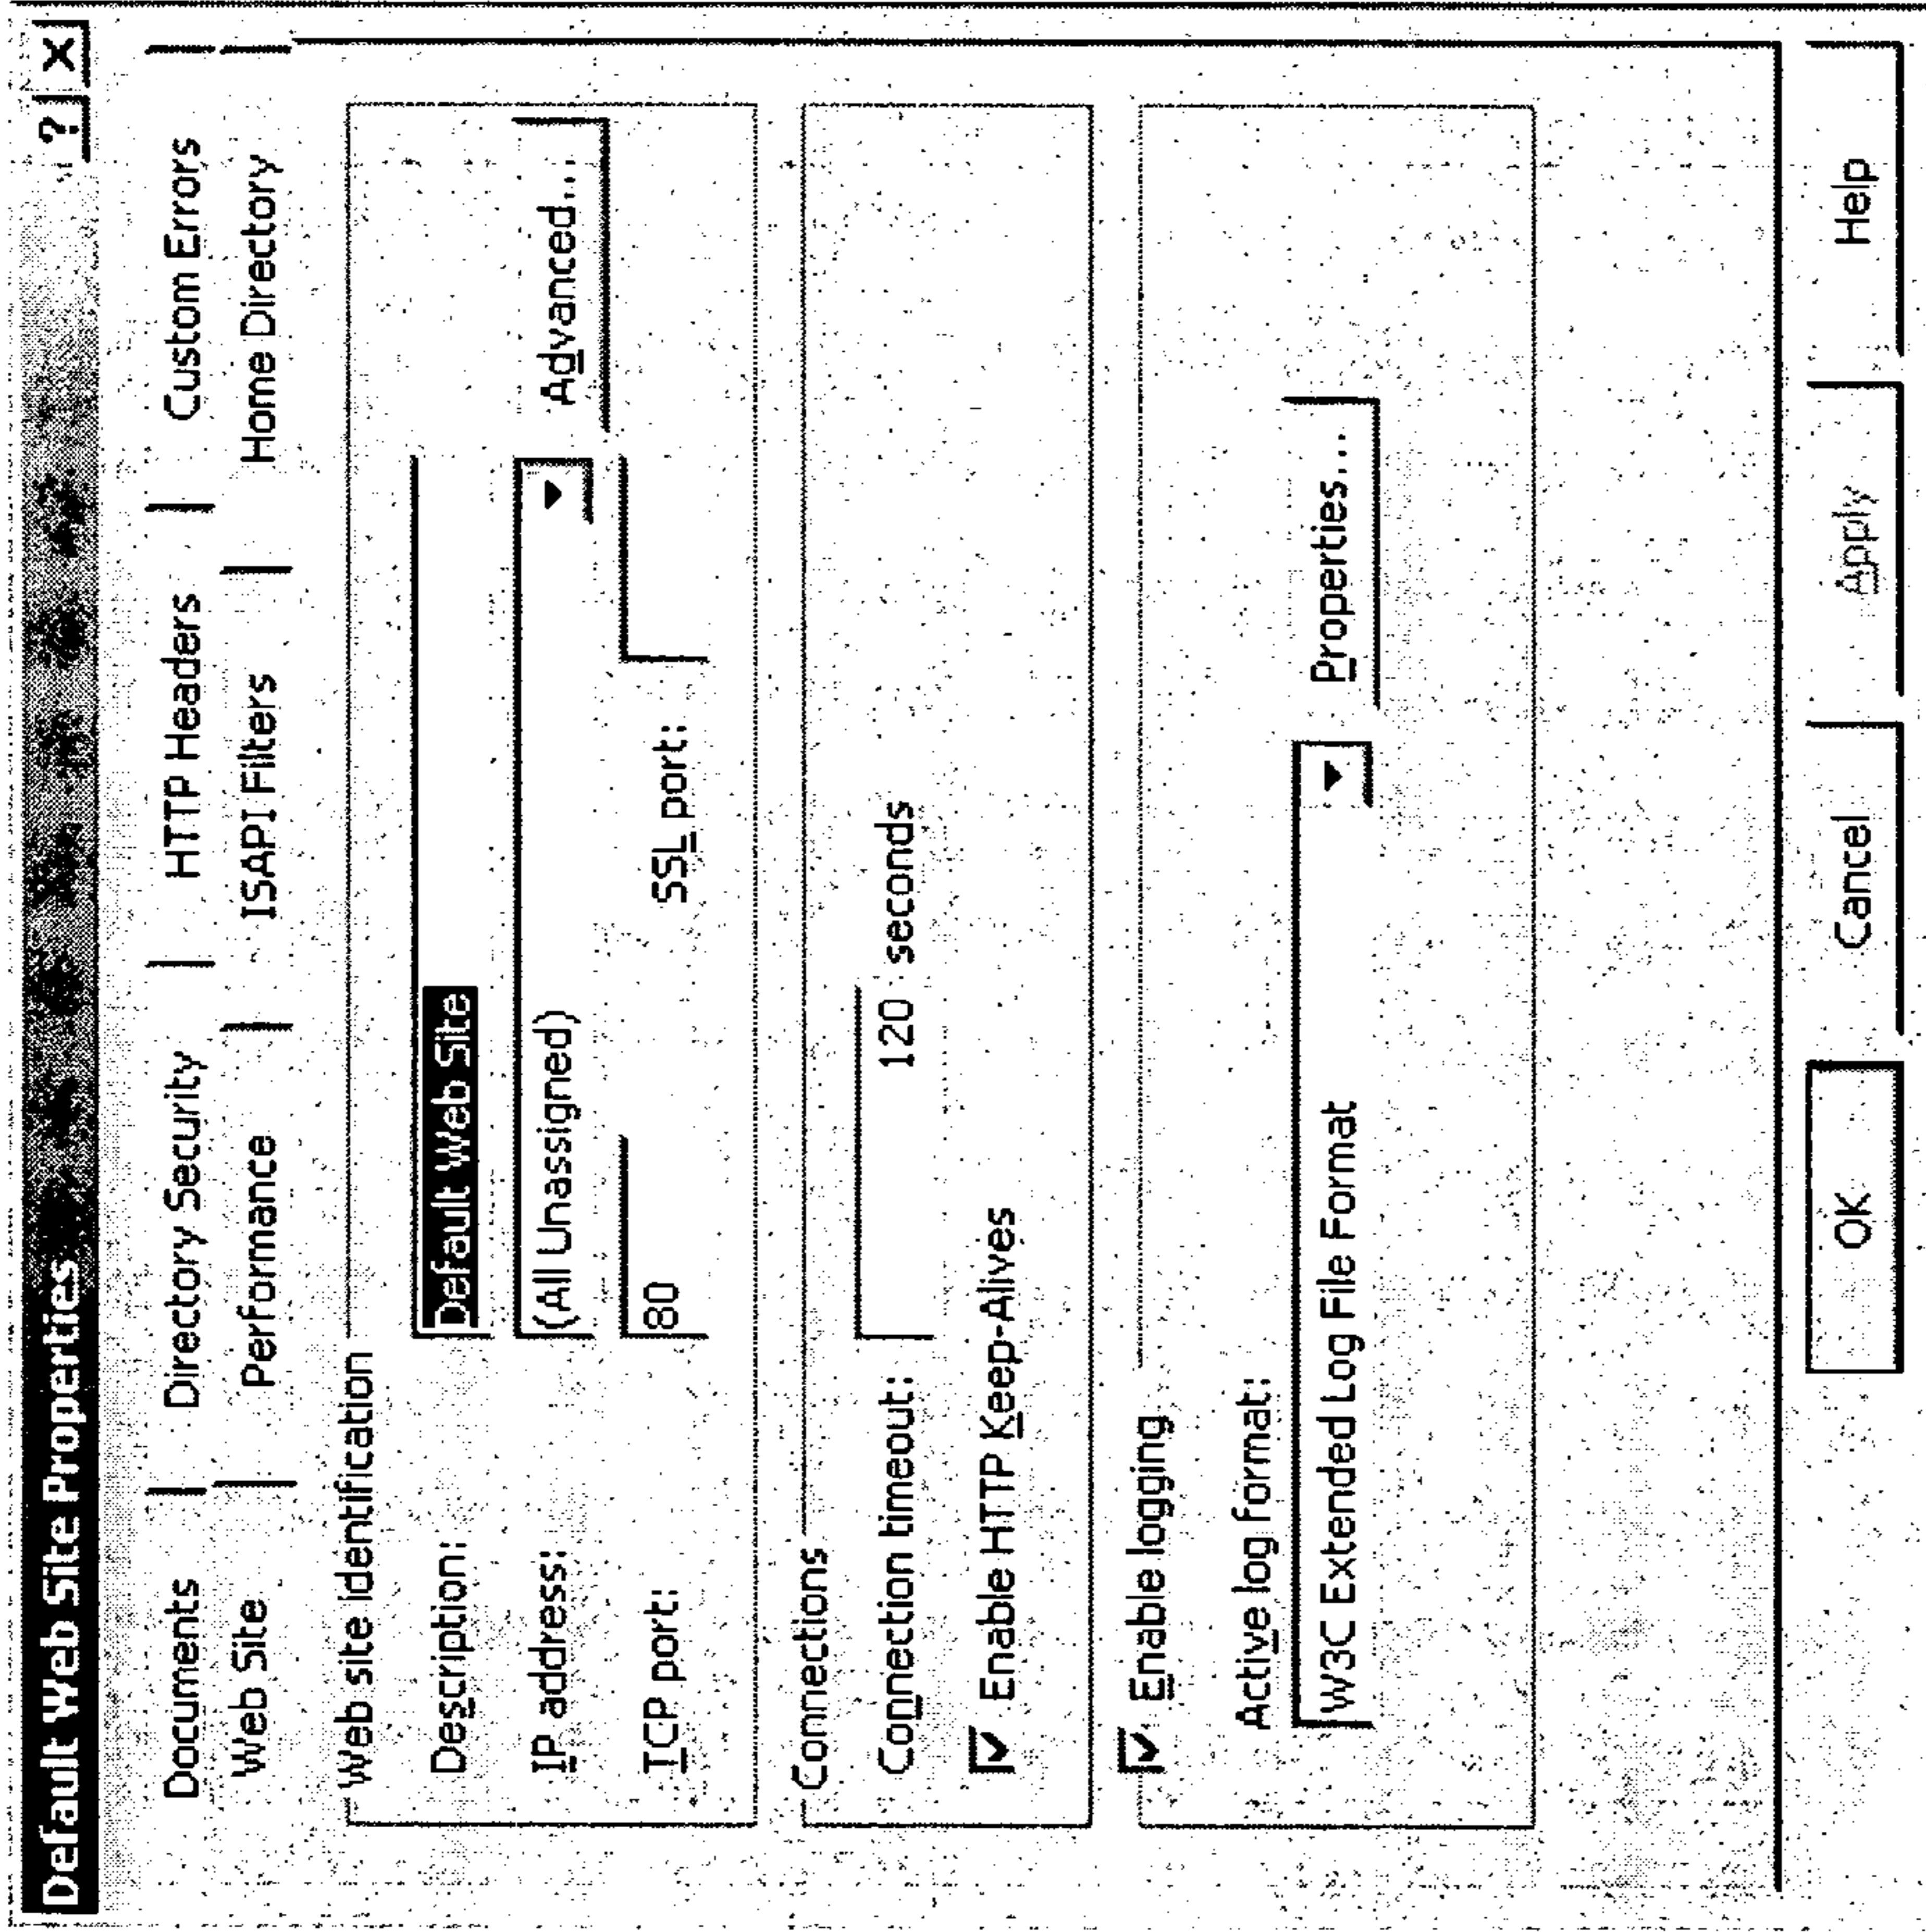 Default Web Site Properties ? X
Documents Directory Security HTTP Headers Custom Errors
Web Site Performance ISAPI Filters Home Directory
Web site identification
Description: Default Web Site
IP address: (All Unassigned) Advanced...
TCP port: 80 SSL port:
Connections
Connection timeout: 120 seconds
Enable HTTP Keep-Alives
Enable logging
Active log format:
W3C Extended Log File Format Properties...
OK Cancel Apply Help